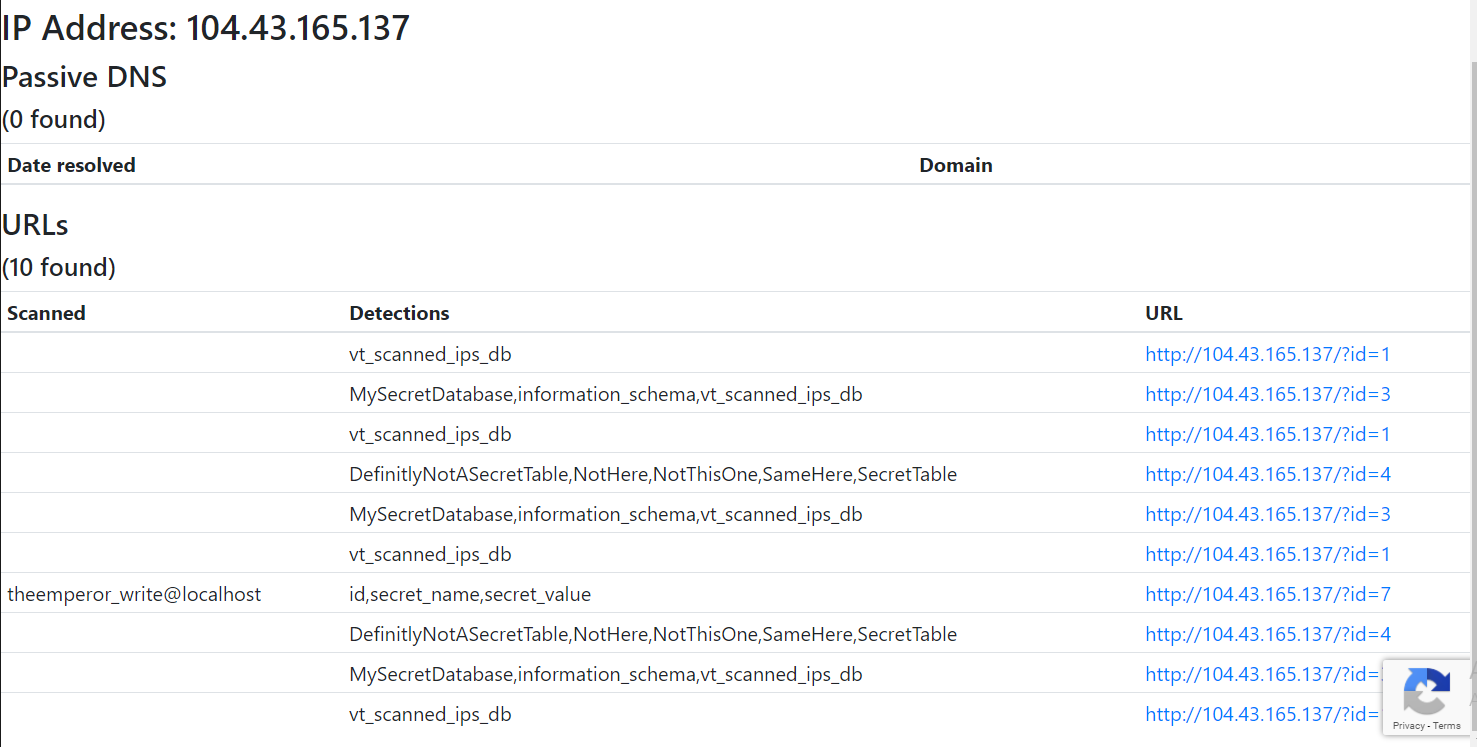 IP Address: 104.43.165.137
Passive DNS
(0 found)
Date resolved Domain
URLs
(10 found)
Scanned Detections URL
vt_scanned_ips_db http://104.43.165.137/?id=1
MySecretDatabase,information_schema,vt_scanned_ips_db http://104.43.165.137/?id=3
vt_scanned_ips_db http://104.43.165.137/?id=1
DefinitlyNotASecretTable,NotHere,NotThisOne,SameHere,SecretTable http://104.43.165.137/?id=4
MySecretDatabase,information_schema,vt_scanned_ips_db http://104.43.165.137/?id=3
vt_scanned_ips_db http://104.43.165.137/?id=1
theemperor_write@localhost id,secret_name,secret_value http://104.43.165.137/?id=7
DefinitlyNotASecretTable,NotHere,NotThisOne,SameHere,SecretTable http://104.43.165.137/?id=4
MySecretDatabase,information_schema,vt_scanned_ips_db http://104.43.165.137/?id=
vt_scanned_ips_db http://104.43.165.137/?id=
Privacy - Terms